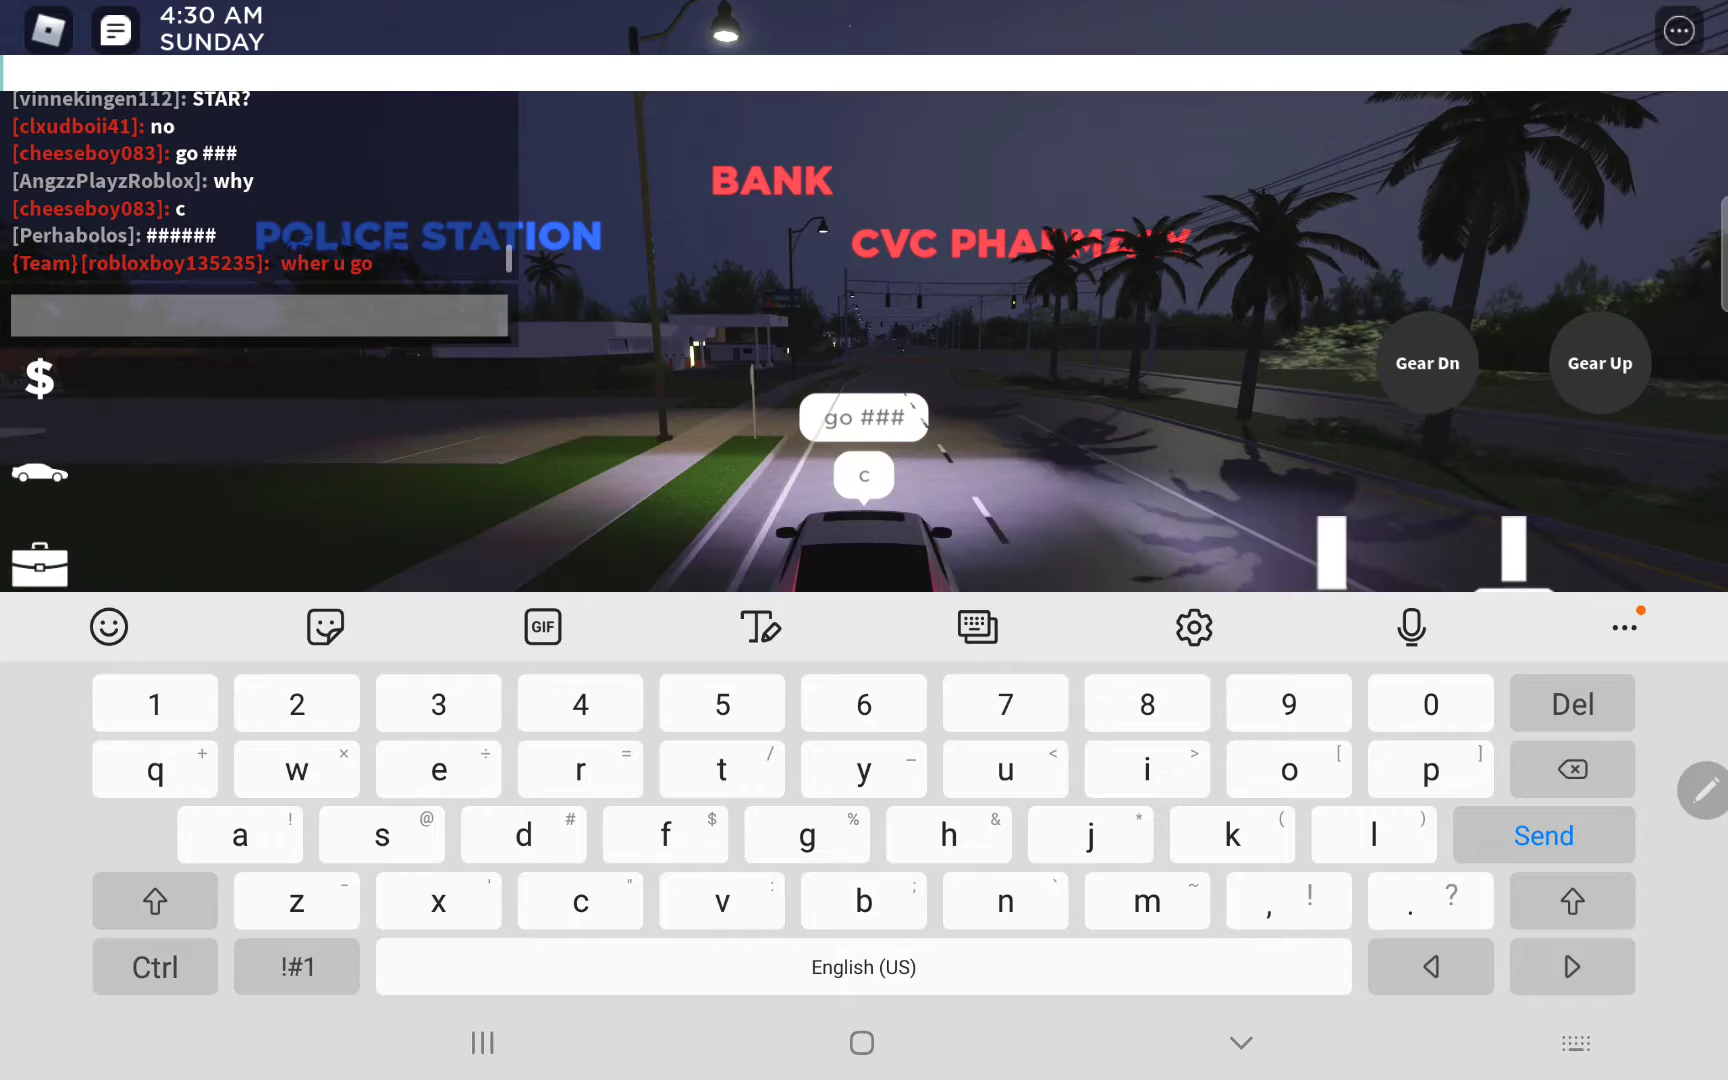 4:30 AM
SUNDAY
[vinnekingen112]: STAR?
[clxudboii41]: no
[cheeseboy083]: go ###
[AngzzPlayzRoblox]: why
[cheeseboy083]: c
[Perhabolos]: ######
{Team}[robloxboy135235]: wher u go
BANK
POLICE STATION
CVC PHARMACY
Gear Dn
Gear Up
go ###
c
$
GIF
1 2 3 4 5 6 7 8 9 0 Del
q + w × e ÷ r = t / y _ u < i > o [ p ]
a ! s @ d # f $ g % h & j * k ( l ) Send
z - x ' c " v : b ; n ` m ~ , ! . ?
Ctrl !#1 English (US)